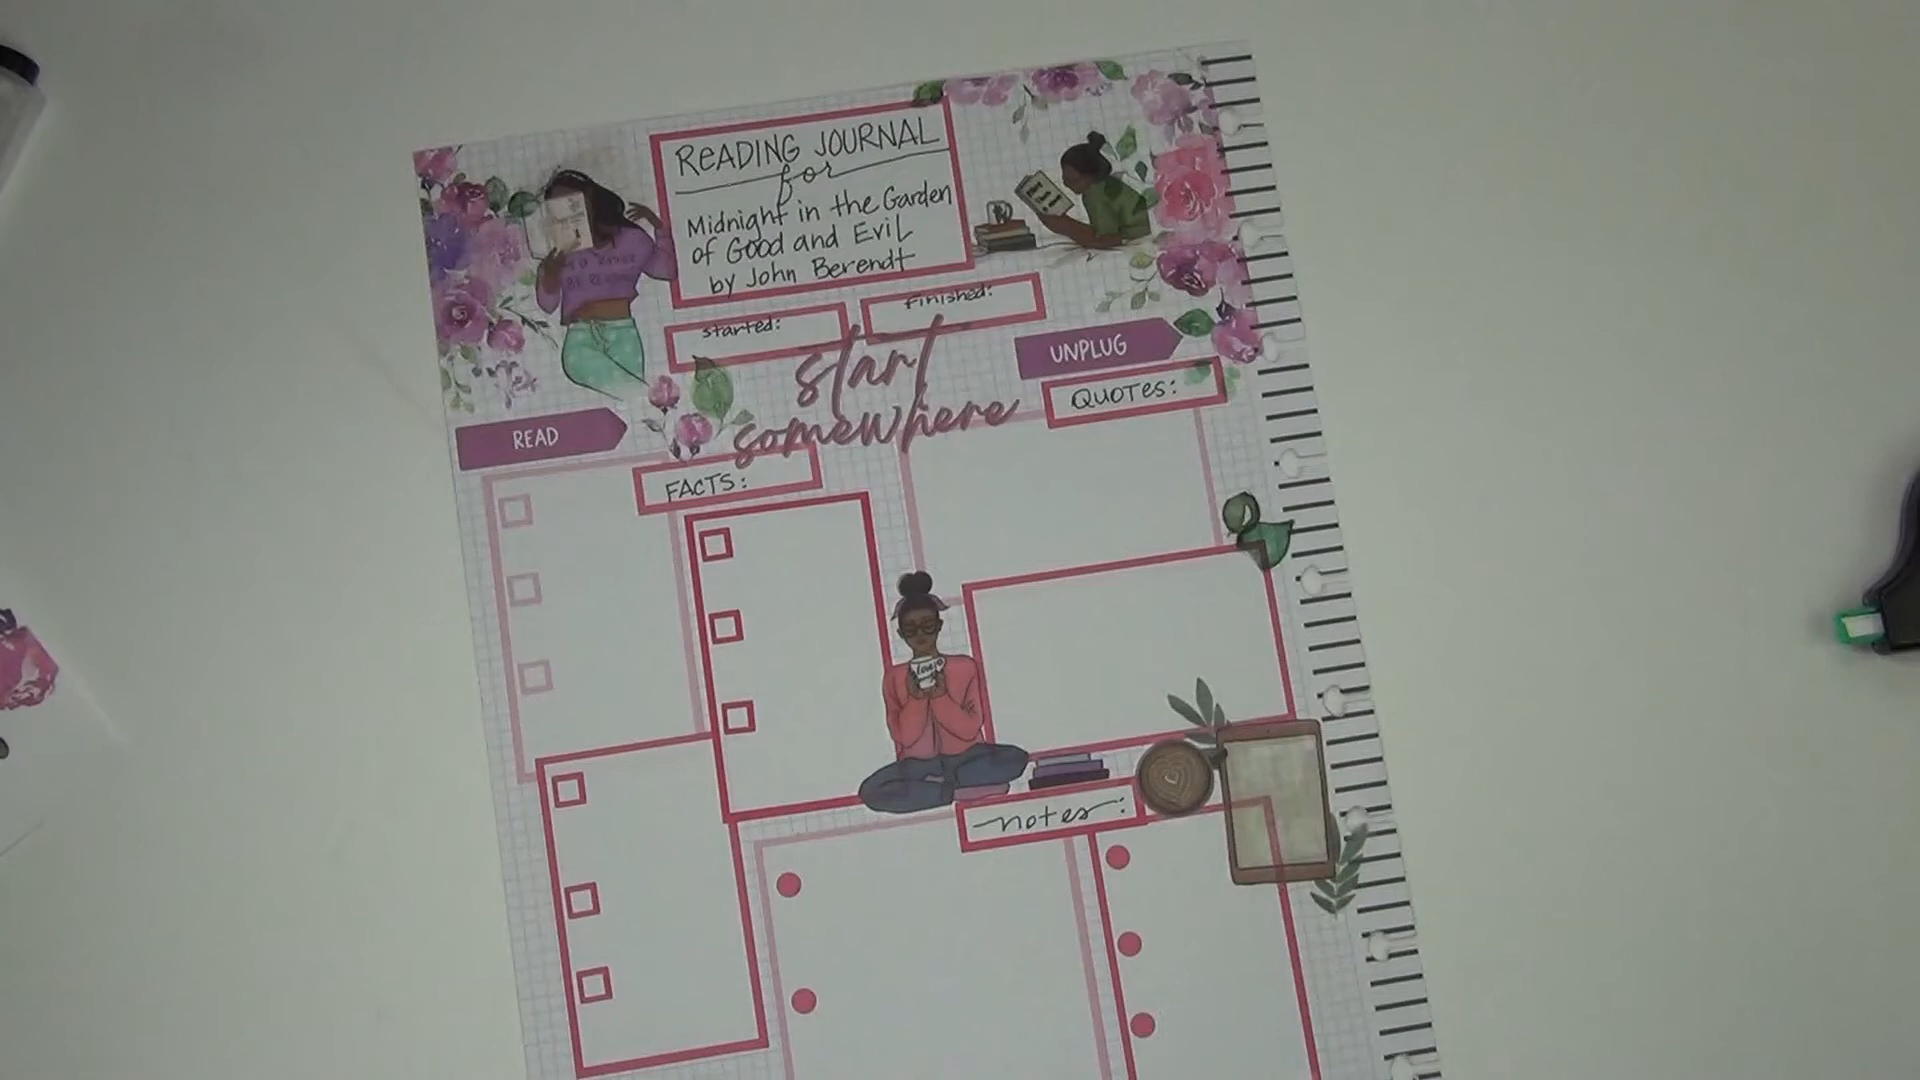 READING JOURNAL
for
Midnight in the Garden
of Good and Evil
by John Berendt
started:
Finished:
start
somewhere
UNPLUG
QUOTES:
READ
FACTS:
notes: